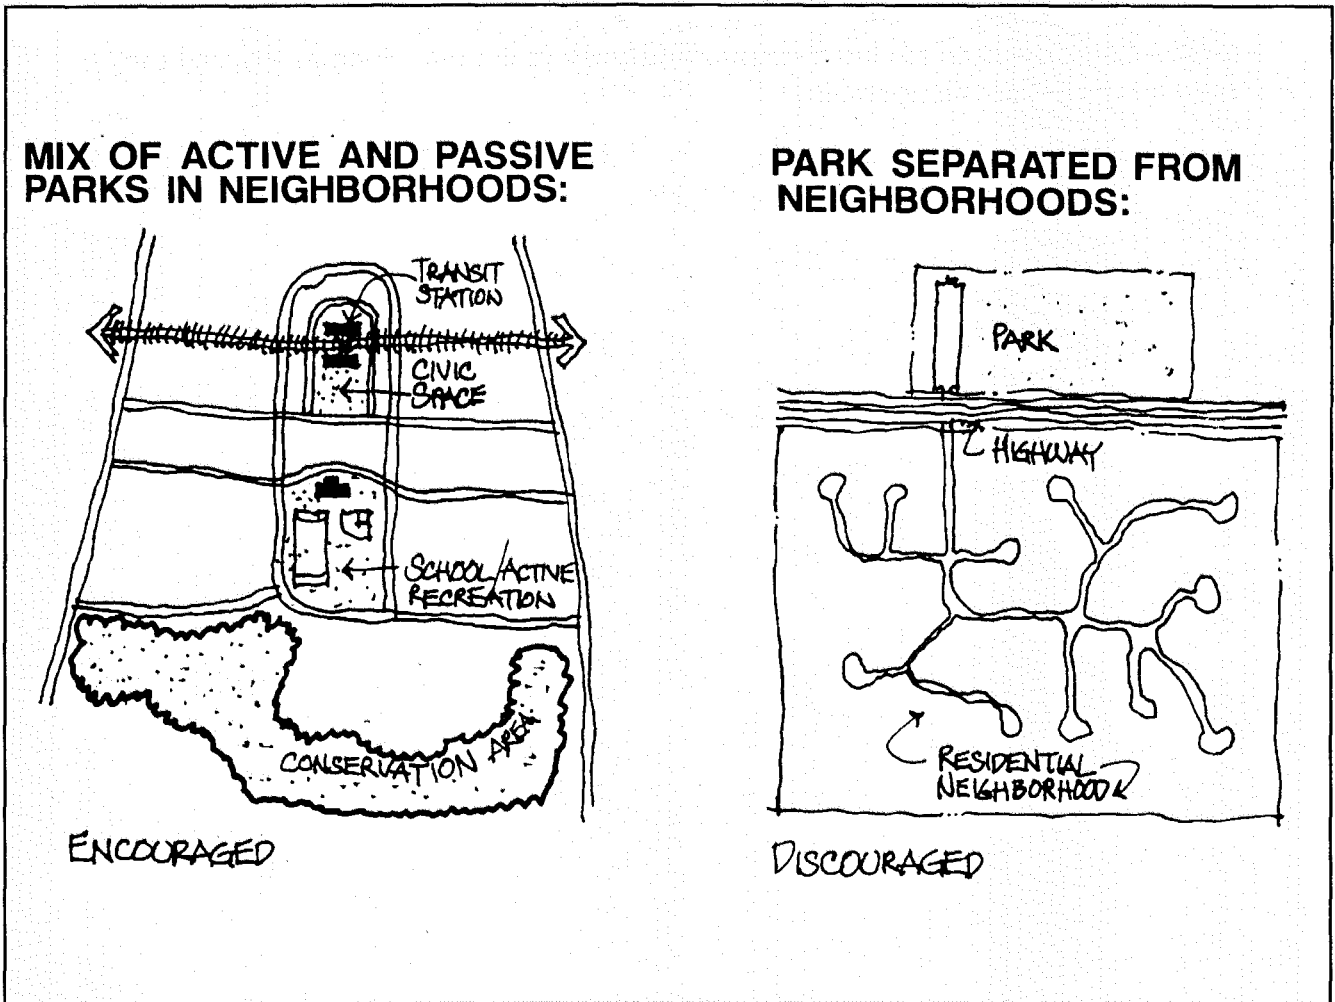 MIX OF ACTIVE AND PASSIVE
PARKS IN NEIGHBORHOODS:
TRANSIT
STATION
CIVIC
SPACE
SCHOOL/ACTIVE
RECREATION
CONSERVATION AREA
ENCOURAGED
PARK SEPARATED FROM
NEIGHBORHOODS:
PARK
HIGHWAY
RESIDENTIAL
NEIGHBORHOOD
DISCOURAGED